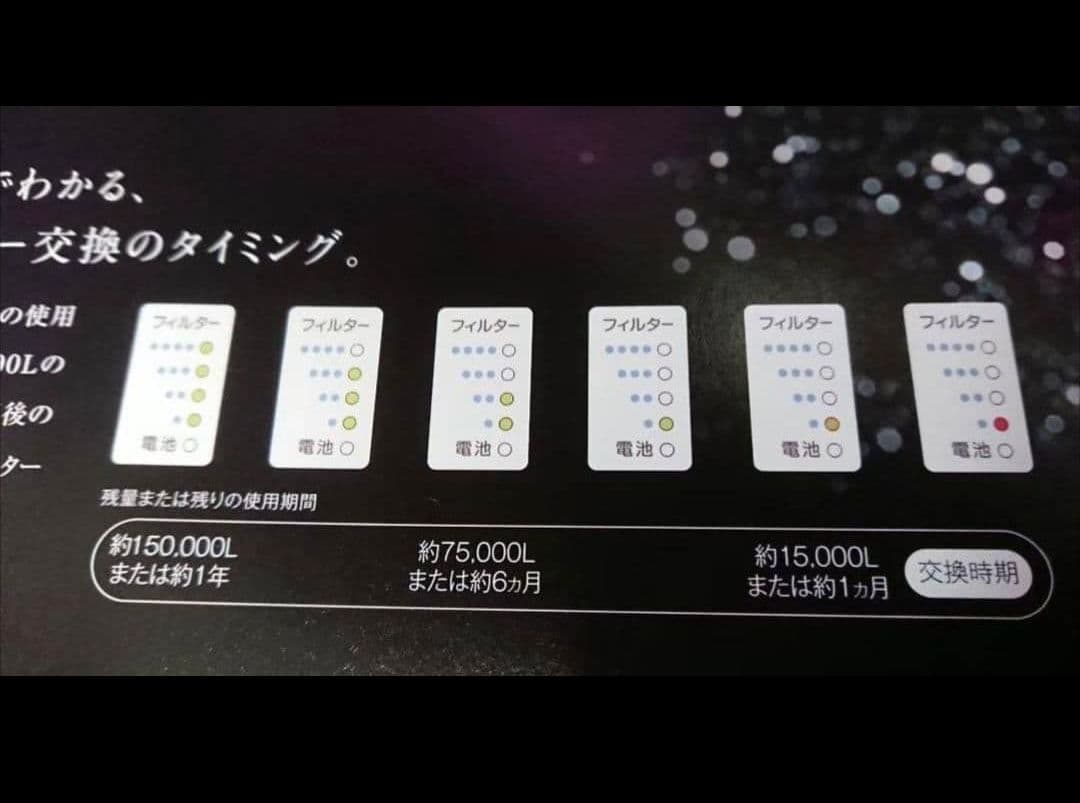 でわかる、
ー交換のタイミング。
の使用
00Lの
後の
ター
フィルター
電池
フィルター
電池
フィルター
電池
フィルター
電池
フィルター
電池
フィルター
電池
残量または残りの使用期間
約150,000L
または約1年
約75,000L
または約6ヵ月
約15,000L
または約1ヵ月
交換時期